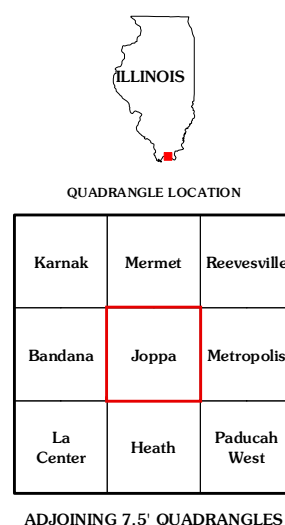 ILLINOIS
QUADRANGLE LOCATION
Karnak Mermet Reevesville
Bandana Joppa Metropolis
La Center Heath Paducah West
ADJOINING 7.5' QUADRANGLES